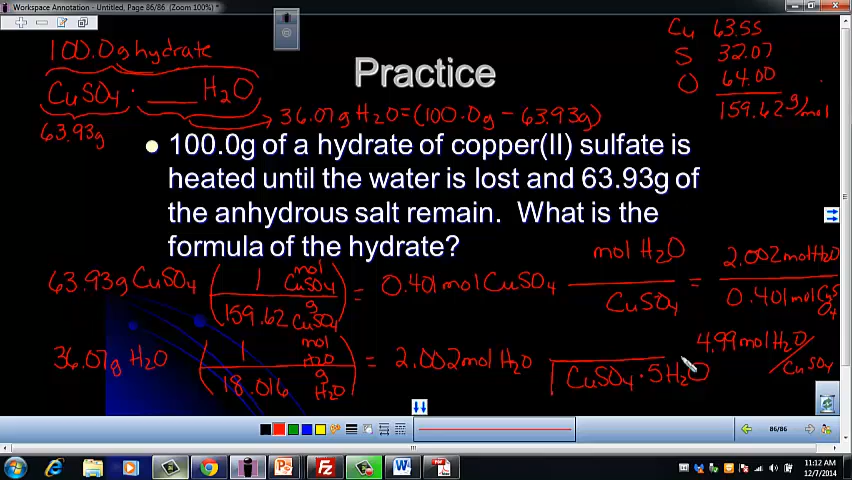 Workspace Annotation - Untitled, Page 86/86 (Screen 200%)
100.0g hydrate
CuSO4 · ___ H2O
63.93g
36.07g H2O = (100.0g - 63.93g)
Cu 63.55
S 32.07
O 64.00
159.62 g/mol
Practice
100.0g of a hydrate of copper(II) sulfate is
heated until the water is lost and 63.93g of
the anhydrous salt remain. What is the
formula of the hydrate?
63.93g CuSO4 (1 mol CuSO4 / 159.62 g CuSO4) = 0.401 mol CuSO4
mol H2O / CuSO4 = 2.002 mol H2O / 0.401 mol CuSO4
36.07g H2O (1 mol H2O / 18.016 g H2O) = 2.002 mol H2O
4.99 mol H2O / CuSO4
CuSO4 · 5H2O
86/86
11:12 AM
12/7/2014